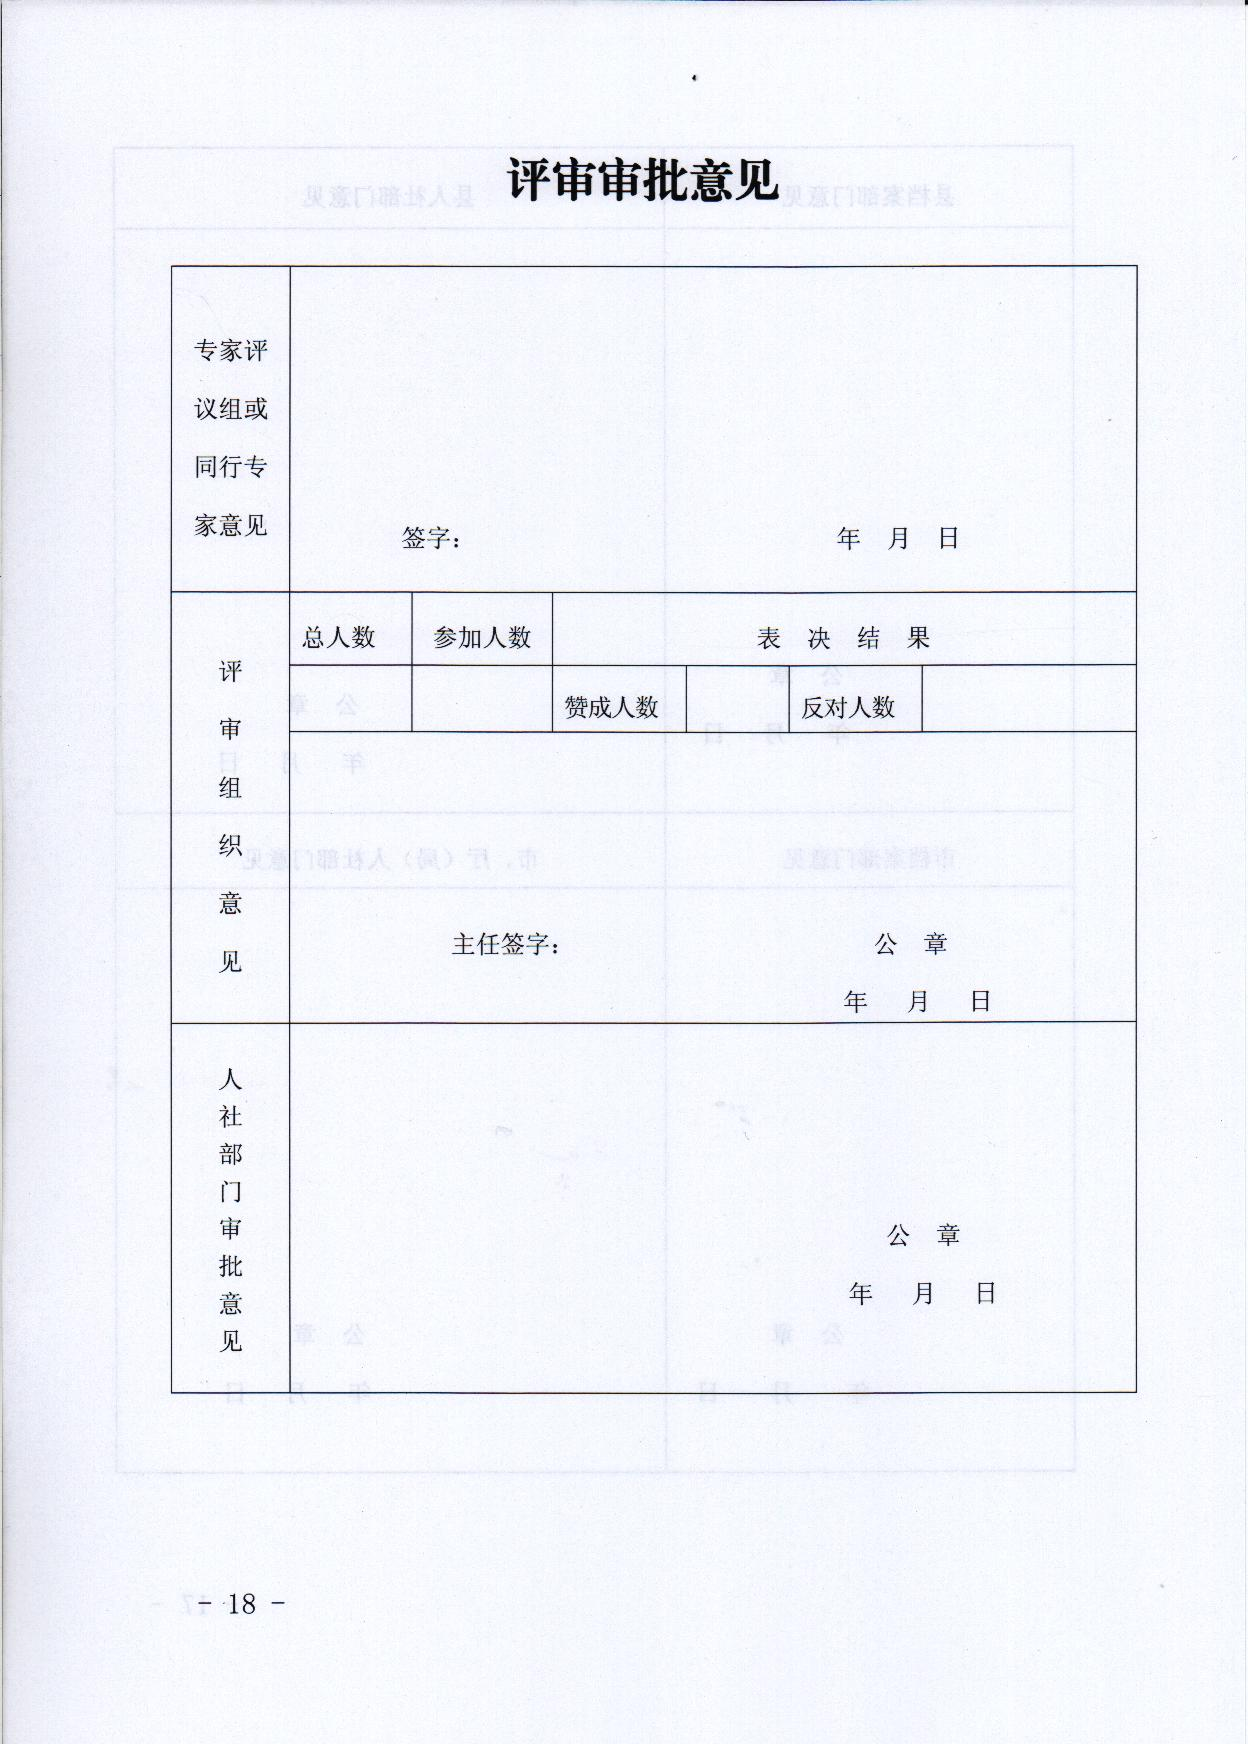 评审审批意见
专家评
议组或
同行专
家意见
签字：
年 月 日
评
审
组
织
意
见
总人数 参加人数 表 决 结 果
赞成人数 反对人数
主任签字：
公 章
年 月 日
人
社
部
门
审
批
意
见
公 章
年 月 日
- 18 -